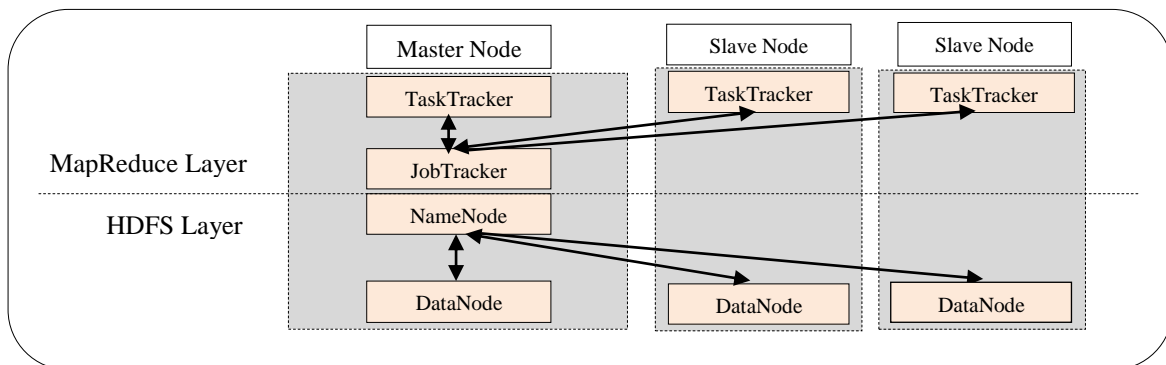 Master Node
Slave Node
Slave Node
TaskTracker
TaskTracker
TaskTracker
MapReduce Layer
JobTracker
HDFS Layer
NameNode
DataNode
DataNode
DataNode